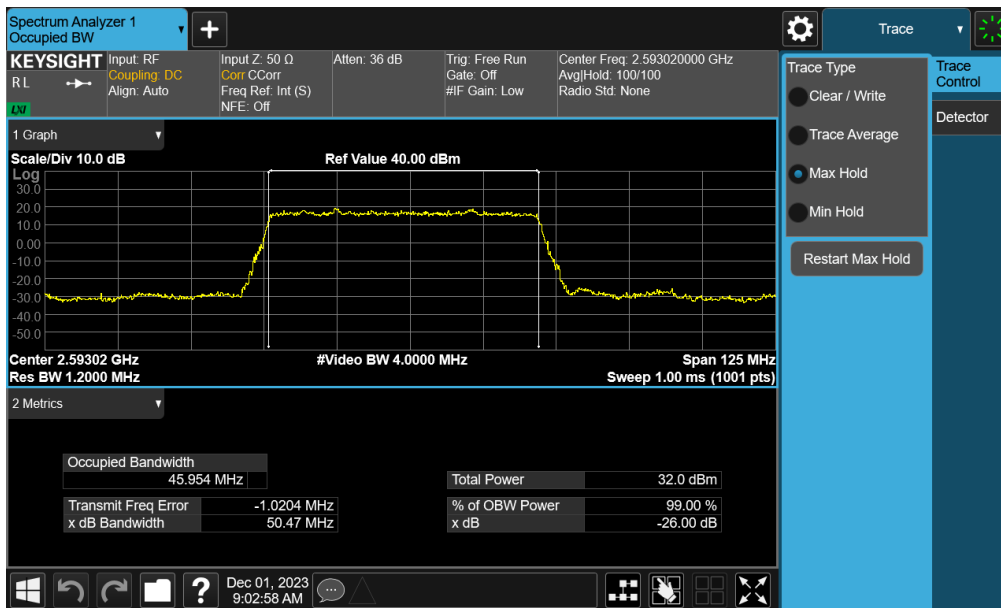 Spectrum Analyzer 1
Occupied BW
+
Trace
KEYSIGHT
R L
LXI
Input: RF
Coupling: DC
Align: Auto
Input Z: 50 Ω
Corr CCorr
Freq Ref: Int (S)
NFE: Off
Atten: 36 dB
Trig: Free Run
Gate: Off
#IF Gain: Low
Center Freq: 2.593020000 GHz
Avg|Hold: 100/100
Radio Std: None
Trace Type
Clear / Write
Trace Average
Max Hold
Min Hold
Restart Max Hold
Trace
Control
Detector
1 Graph
Scale/Div 10.0 dB
Ref Value 40.00 dBm
Log
30.0
20.0
10.0
0.00
-10.0
-20.0
-30.0
-40.0
-50.0
Center 2.59302 GHz
#Video BW 4.0000 MHz
Span 125 MHz
Res BW 1.2000 MHz
Sweep 1.00 ms (1001 pts)
2 Metrics
Occupied Bandwidth
45.954 MHz
Total Power 32.0 dBm
Transmit Freq Error -1.0204 MHz
% of OBW Power 99.00 %
x dB Bandwidth 50.47 MHz
x dB -26.00 dB
?
Dec 01, 2023
9:02:58 AM